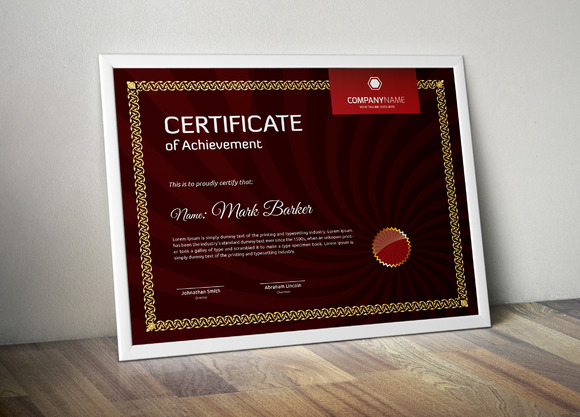 COMPANYNAME
CERTIFICATE
of Achievement
This is to proudly certify that:
Name: Mark Barker
Lorem Ipsum is simply dummy text of the printing and typesetting industry. Lorem Ipsum
has been the industry's standard dummy text ever since the 1500s, when an unknown printer
took a galley of type and scrambled it to make a type specimen book. Lorem Ipsum is
simply dummy text of the printing and typesetting industry.
Johnathan Smith
Director
Abraham Lincoln
Chairman